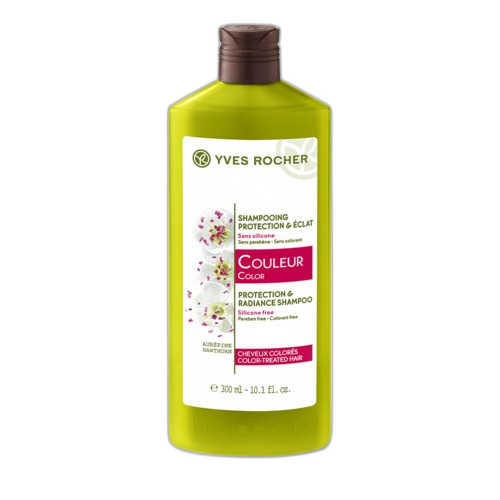 YVES ROCHER
SHAMPOOING
PROTECTION & ÉCLAT
Sans silicone
Sans parabène - Sans colorant
COULEUR
COLOR
PROTECTION &
RADIANCE SHAMPOO
Silicone free
Paraben free - Colorant free
AUBÉPINE
HAWTHORN
CHEVEUX COLORÉS
COLOR-TREATED HAIR
e 300 ml - 10.1 fl. oz.